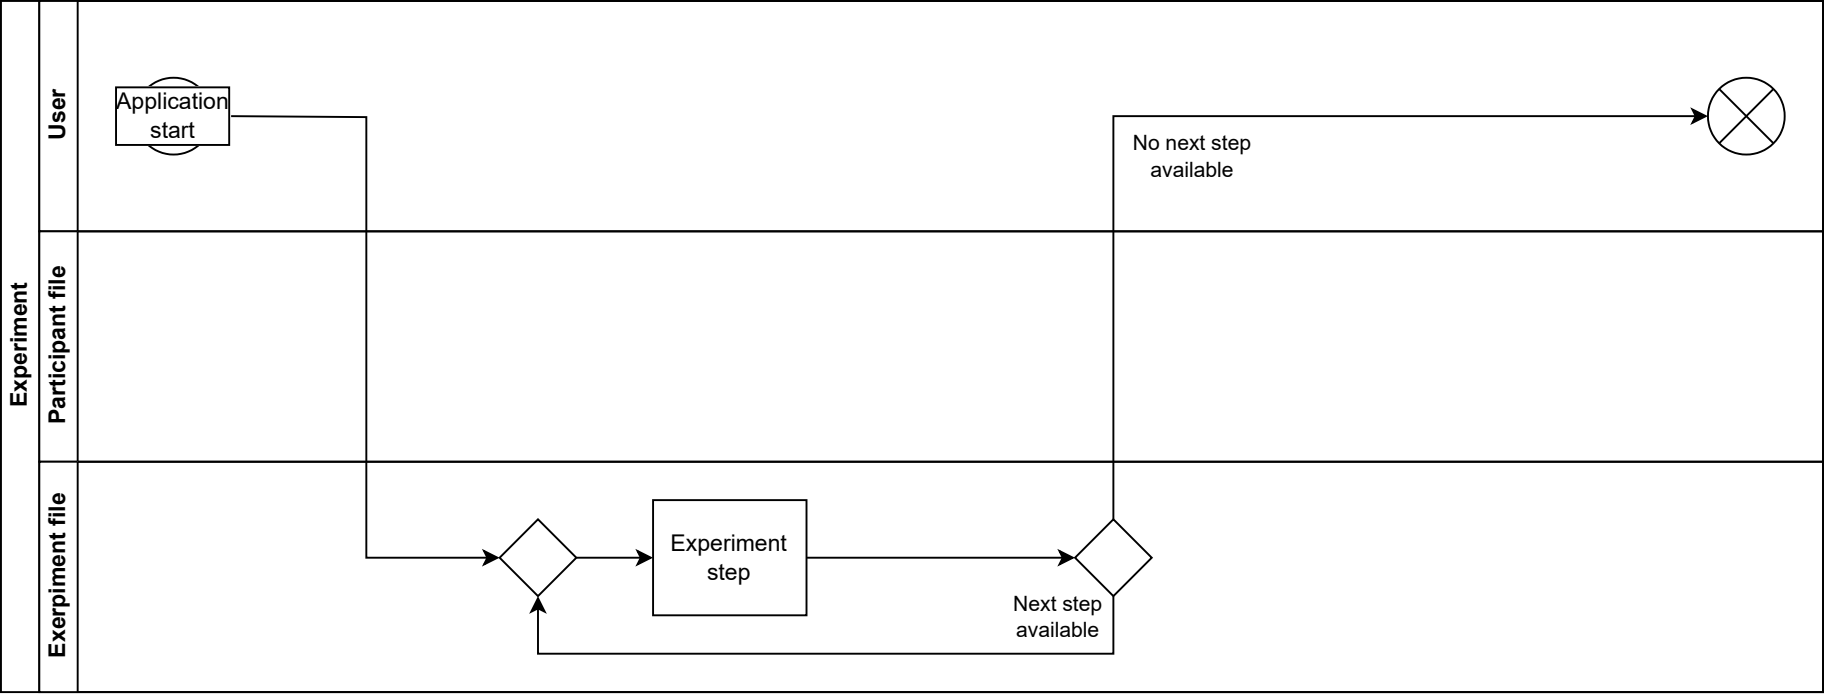 Experiment
User
Participant file
Exerpiment file
Application
start
No next step
available
Experiment
step
Next step
available